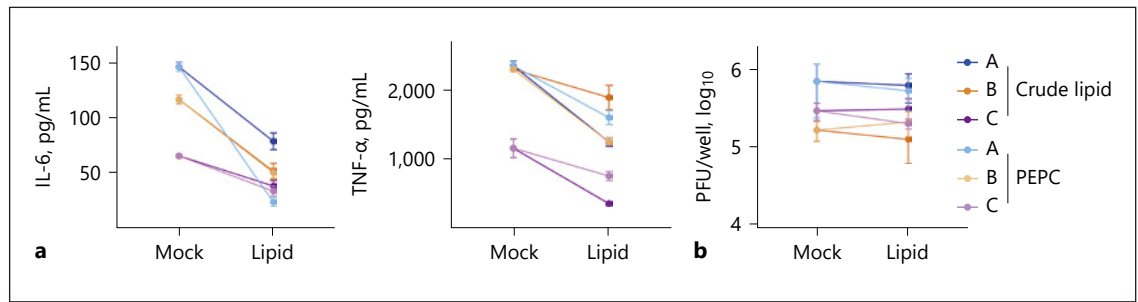 IL-6, pg/mL
150
100
50
Mock
Lipid
a
TNF-α, pg/mL
2,000
1,000
Mock
Lipid
b
PFU/well, log10
6
5
4
Mock
Lipid
A
B
C
Crude lipid
A
B
C
PEPC